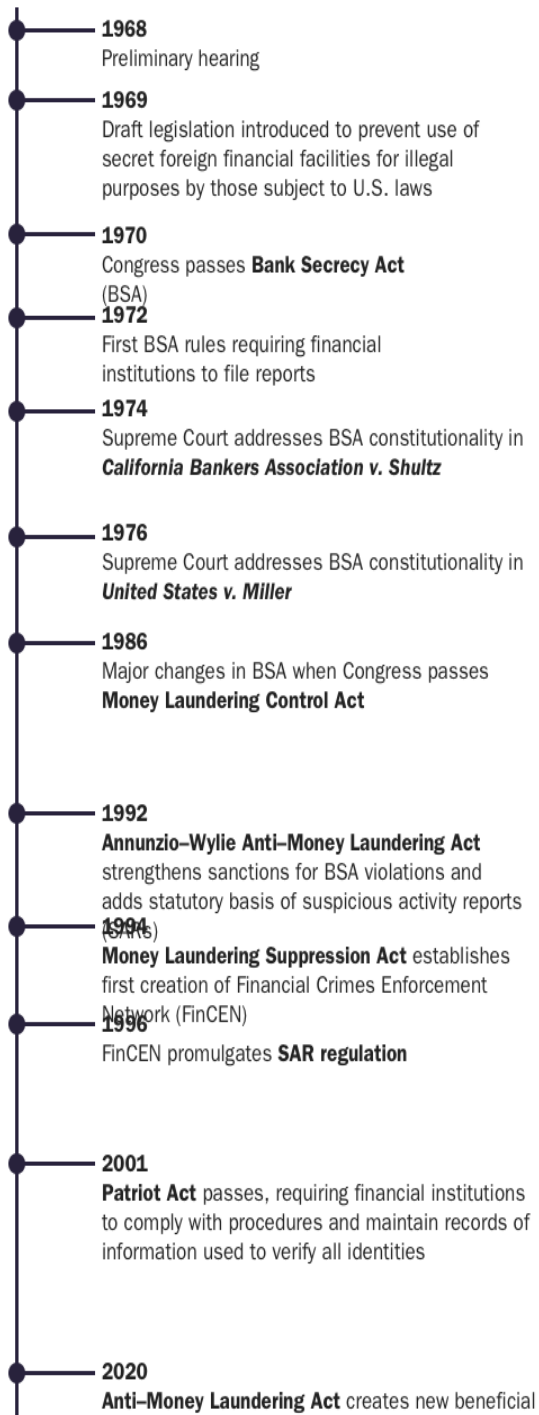 1968
Preliminary hearing
1969
Draft legislation introduced to prevent use of
secret foreign financial facilities for illegal
purposes by those subject to U.S. laws
1970
Congress passes Bank Secrecy Act
(BSA)
1972
First BSA rules requiring financial
institutions to file reports
1974
Supreme Court addresses BSA constitutionality in
California Bankers Association v. Shultz
1976
Supreme Court addresses BSA constitutionality in
United States v. Miller
1986
Major changes in BSA when Congress passes
Money Laundering Control Act
1992
Annunzio–Wylie Anti–Money Laundering Act
strengthens sanctions for BSA violations and
adds statutory basis of suspicious activity reports
(SARs)
1994
Money Laundering Suppression Act establishes
first creation of Financial Crimes Enforcement
Network (FinCEN)
1996
FinCEN promulgates SAR regulation
2001
Patriot Act passes, requiring financial institutions
to comply with procedures and maintain records of
information used to verify all identities
2020
Anti–Money Laundering Act creates new beneficial